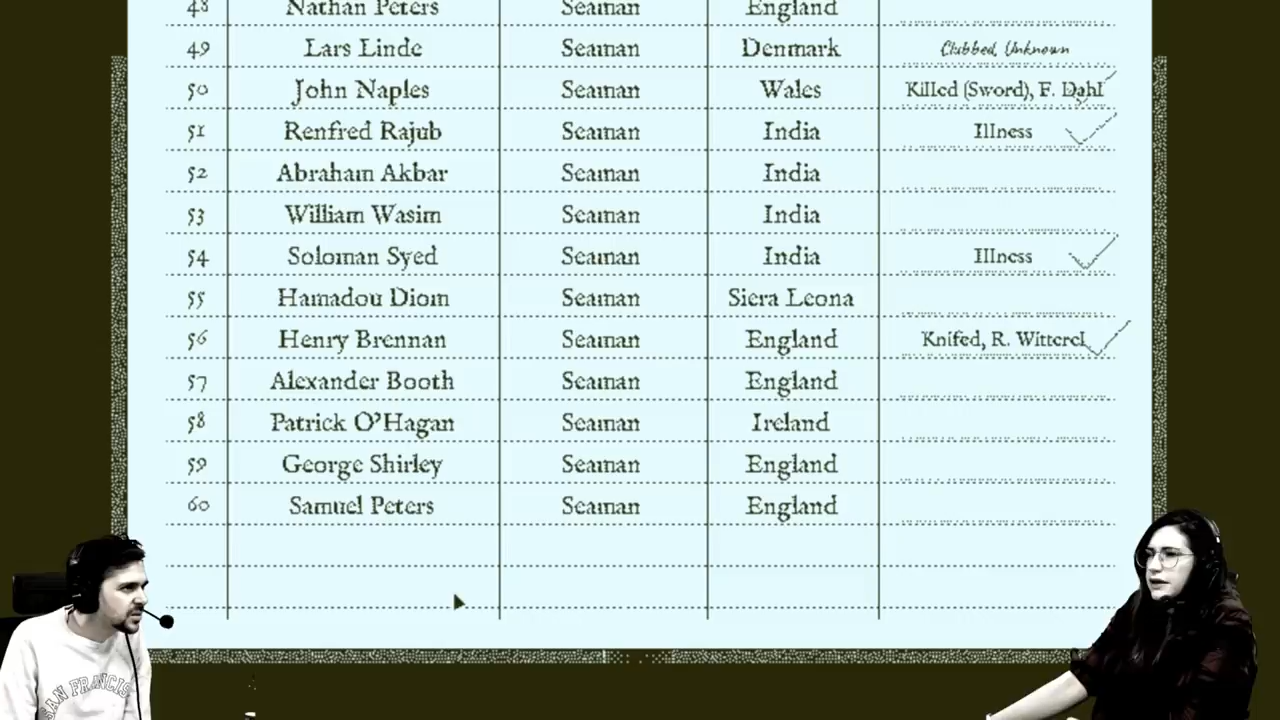 48 Nathan Peters Seaman England
49 Lars Linde Seaman Denmark Clubbed, Unknown
50 John Naples Seaman Wales Killed (Sword), F. Dahl
51 Renfred Rajub Seaman India Illness
52 Abraham Akbar Seaman India
53 William Wasim Seaman India
54 Soloman Syed Seaman India Illness
55 Hamadou Diom Seaman Siera Leona
56 Henry Brennan Seaman England Knifed, R. Witterel
57 Alexander Booth Seaman England
58 Patrick O'Hagan Seaman Ireland
59 George Shirley Seaman England
60 Samuel Peters Seaman England
SAN FRANCIS